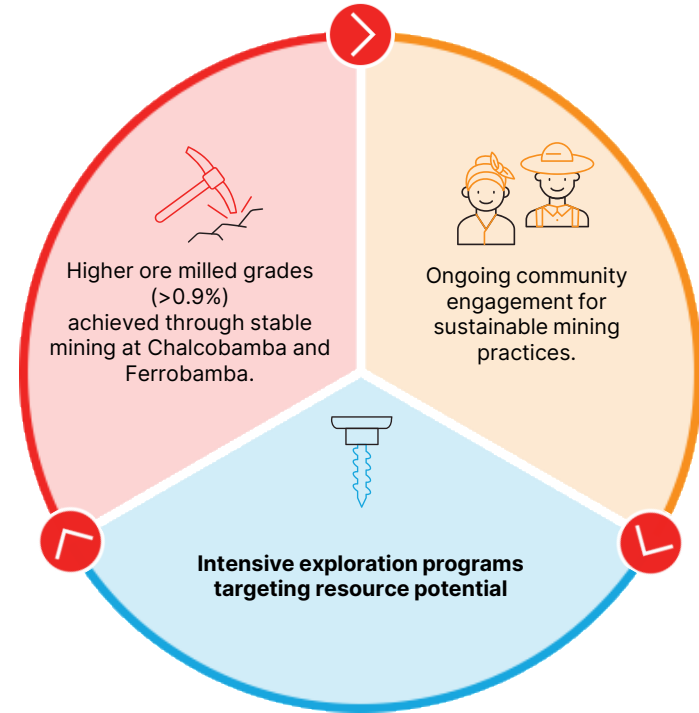 Higher ore milled grades
(>0.9%)
achieved through stable
mining at Chalcobamba and
Ferrobamba.
Ongoing community
engagement for
sustainable mining
practices.
Intensive exploration programs
targeting resource potential